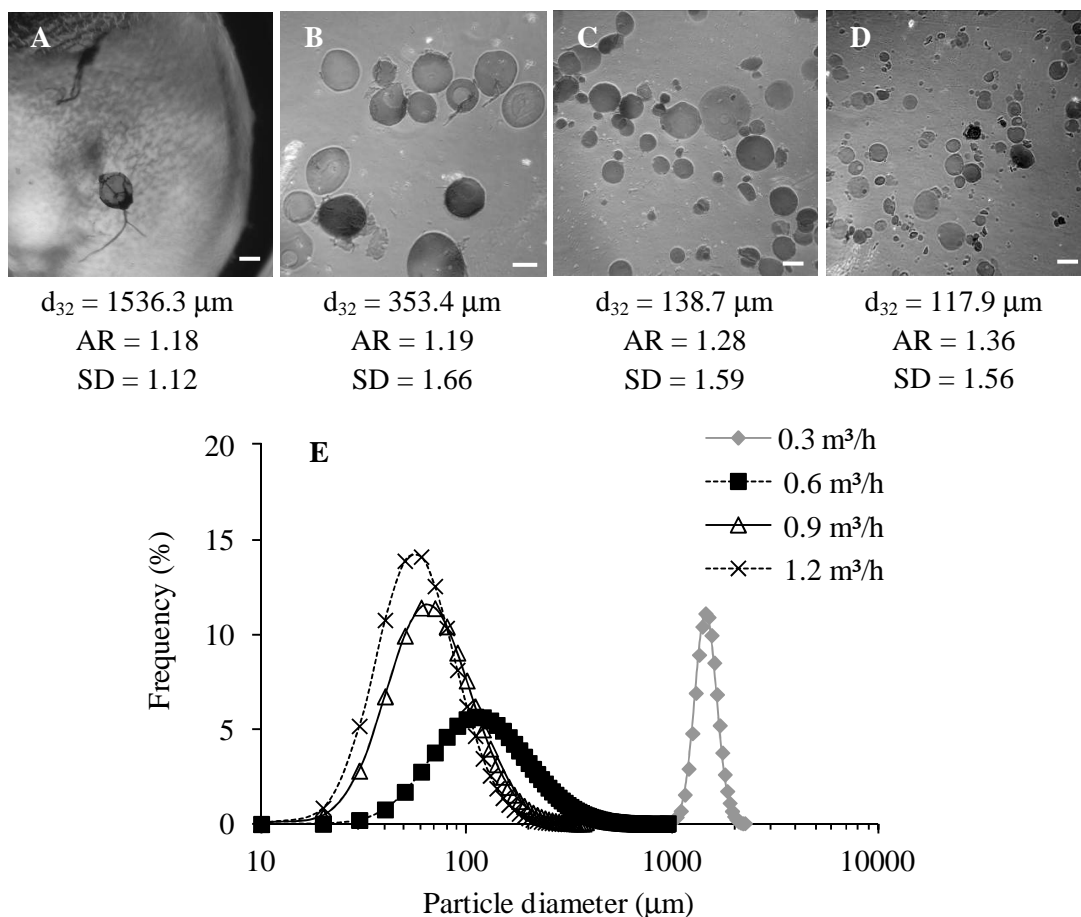 A
B
C
D
d₃₂ = 1536.3 μm
AR = 1.18
SD = 1.12
d₃₂ = 353.4 μm
AR = 1.19
SD = 1.66
d₃₂ = 138.7 μm
AR = 1.28
SD = 1.59
d₃₂ = 117.9 μm
AR = 1.36
SD = 1.56
E
0.3 m³/h
0.6 m³/h
0.9 m³/h
1.2 m³/h
Frequency (%)
20
15
10
5
0
10
100
1000
10000
Particle diameter (μm)